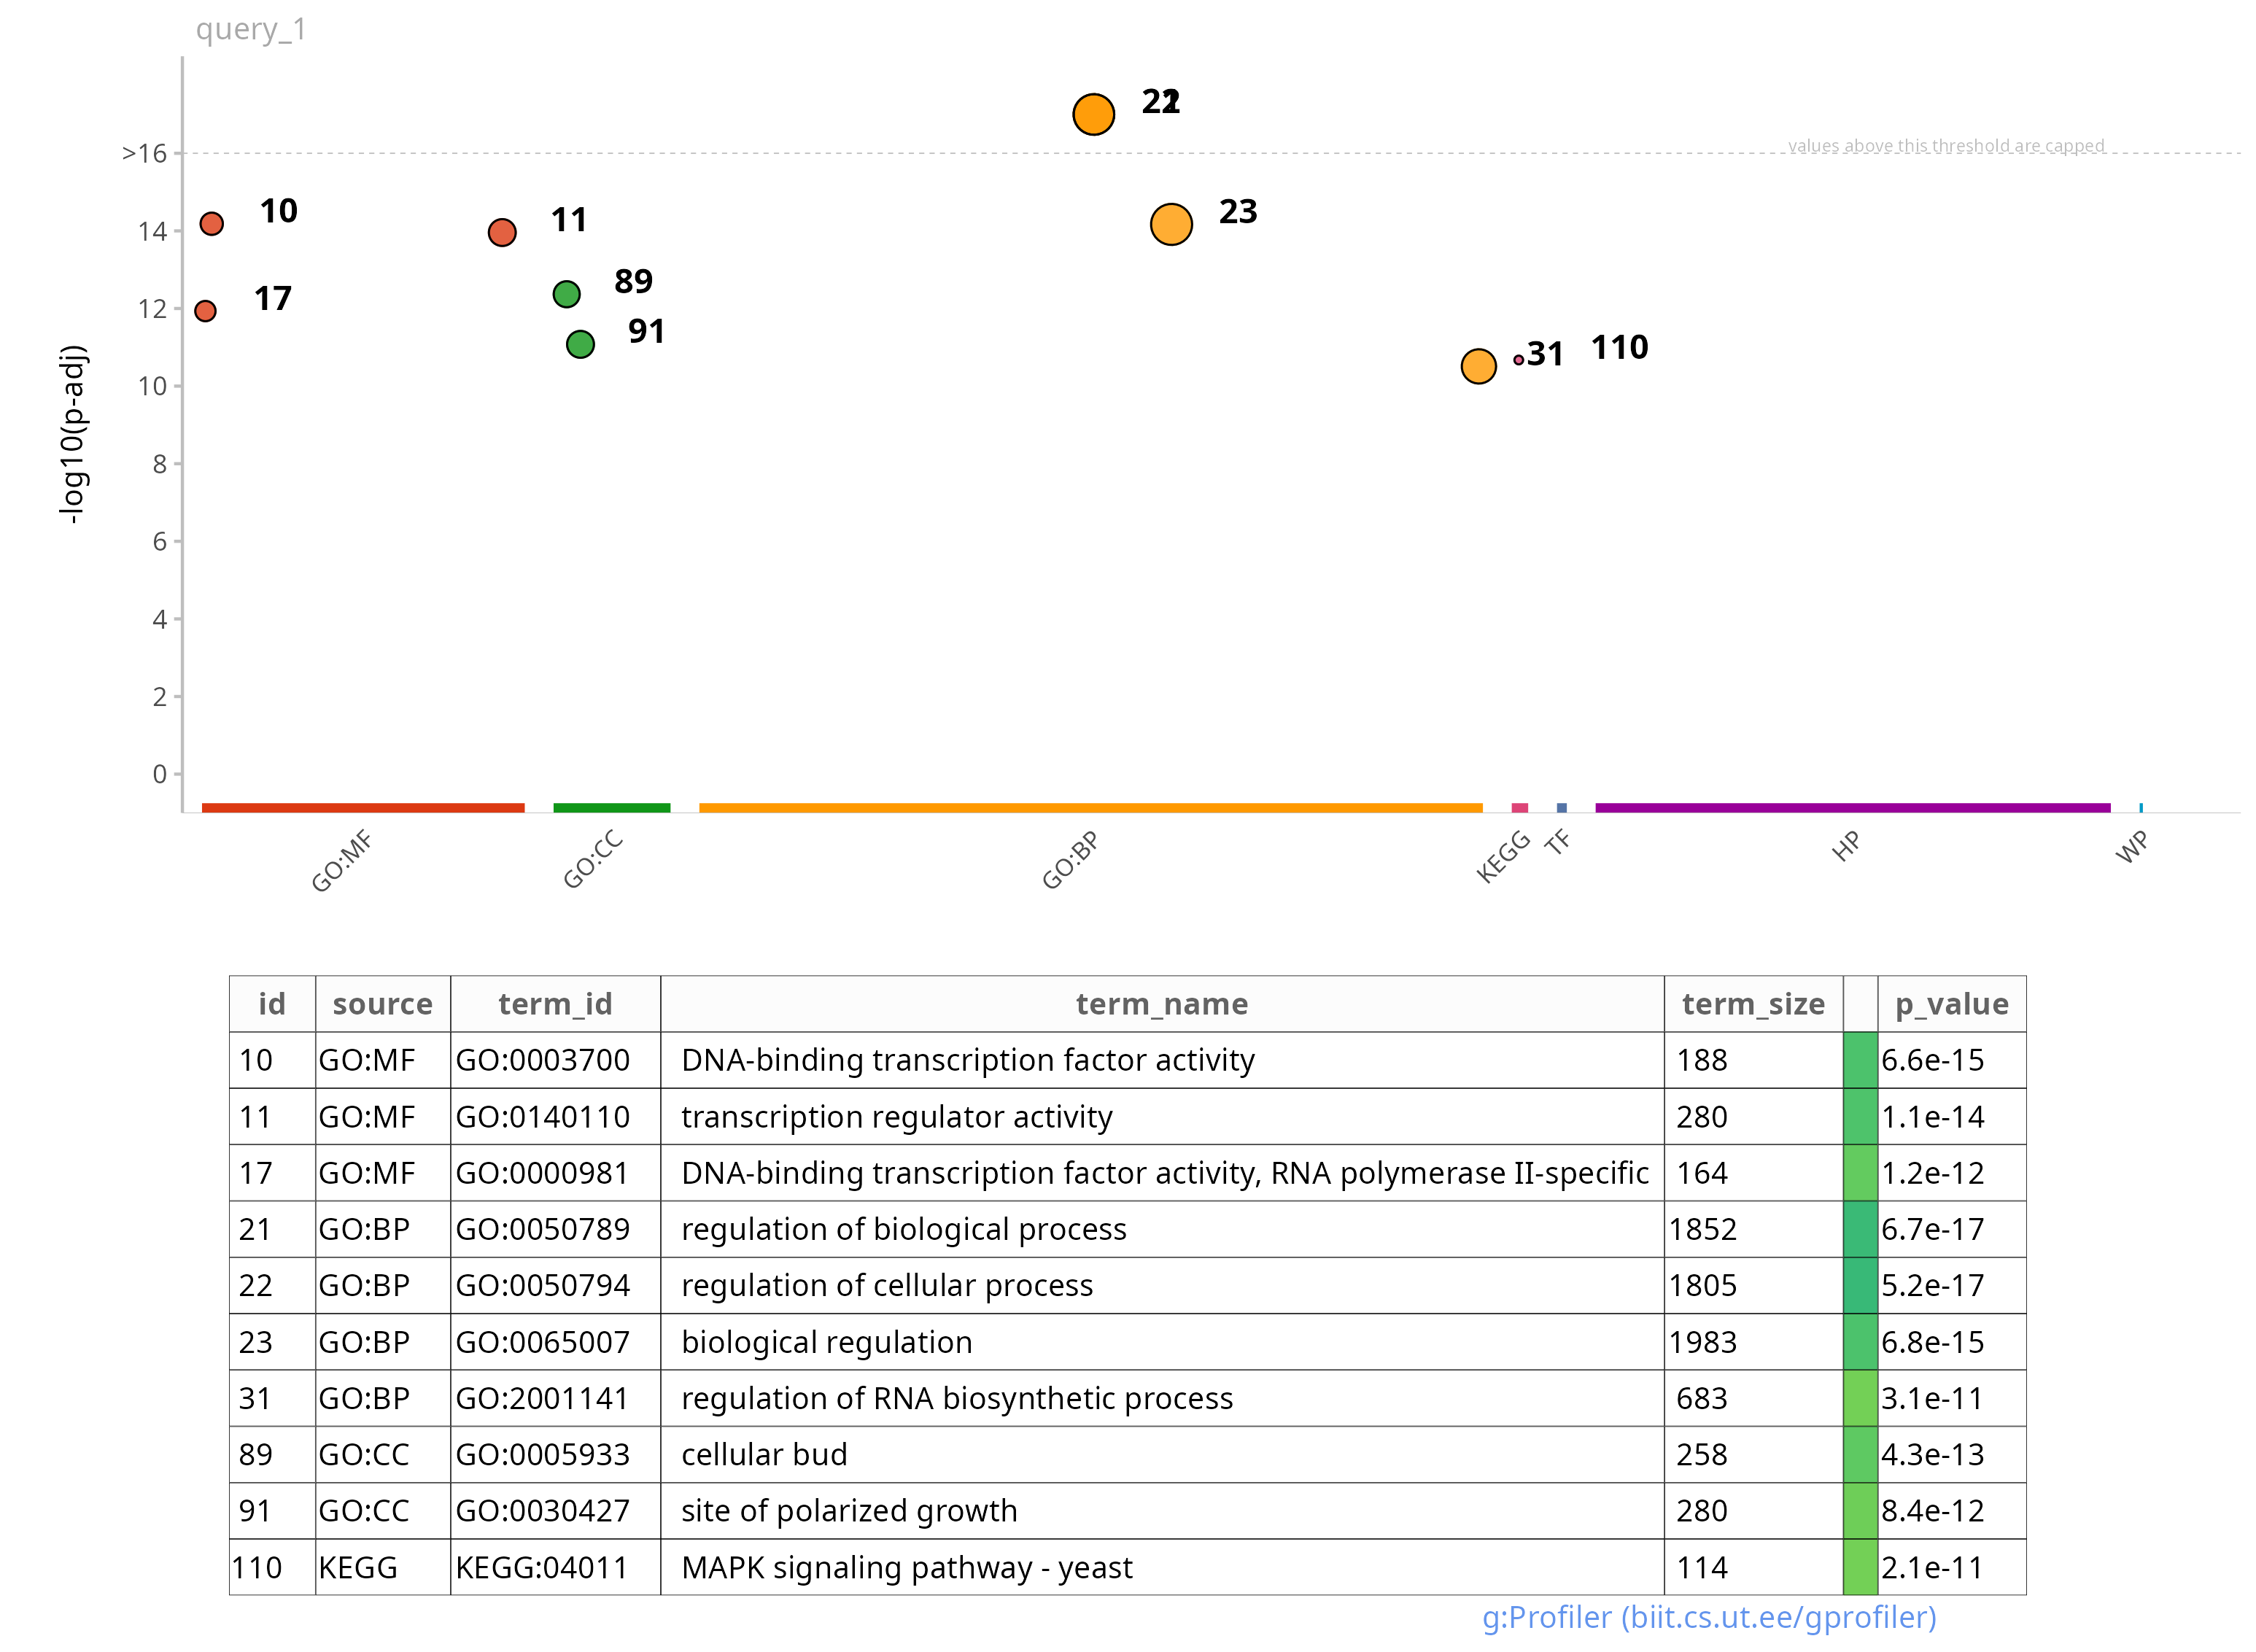 query_1
22 21
>16
values above this threshold are capped
10
23
14
11
89
12
17
91
31
110
10
8
6
4
2
0
-log10(p-adj)
GO:MF
GO:CC
GO:BP
KEGG
TF
HP
WP
id source term_id term_name term_size p_value
10 GO:MF GO:0003700 DNA-binding transcription factor activity 188 6.6e-15
11 GO:MF GO:0140110 transcription regulator activity 280 1.1e-14
17 GO:MF GO:0000981 DNA-binding transcription factor activity, RNA polymerase II-specific 164 1.2e-12
21 GO:BP GO:0050789 regulation of biological process 1852 6.7e-17
22 GO:BP GO:0050794 regulation of cellular process 1805 5.2e-17
23 GO:BP GO:0065007 biological regulation 1983 6.8e-15
31 GO:BP GO:2001141 regulation of RNA biosynthetic process 683 3.1e-11
89 GO:CC GO:0005933 cellular bud 258 4.3e-13
91 GO:CC GO:0030427 site of polarized growth 280 8.4e-12
110 KEGG KEGG:04011 MAPK signaling pathway - yeast 114 2.1e-11
g:Profiler (biit.cs.ut.ee/gprofiler)